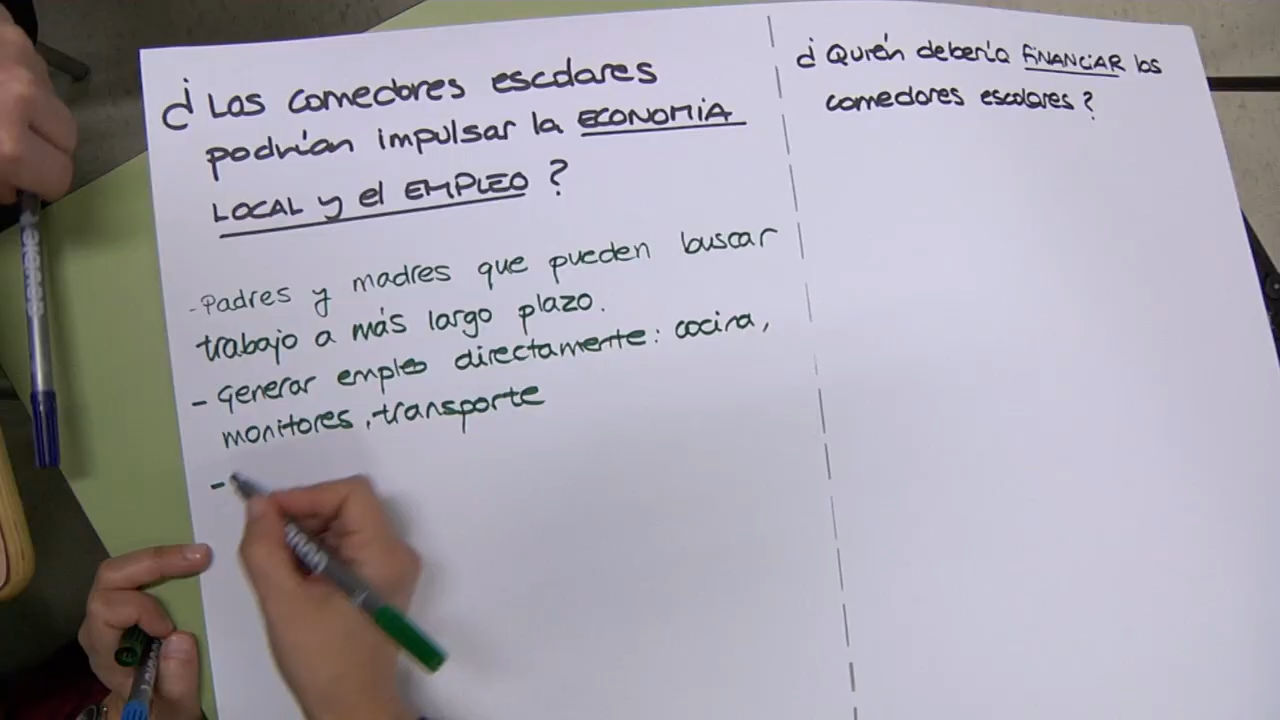 ¿Los comedores escolares
podrían impulsar la ECONOMÍA
LOCAL y el EMPLEO ?
-Padres y madres que pueden buscar
trabajo a más largo plazo.
- Generar empleo directamente: cocina,
monitores, transporte
-
¿Quién debería FINANCIAR los
comedores escolares?